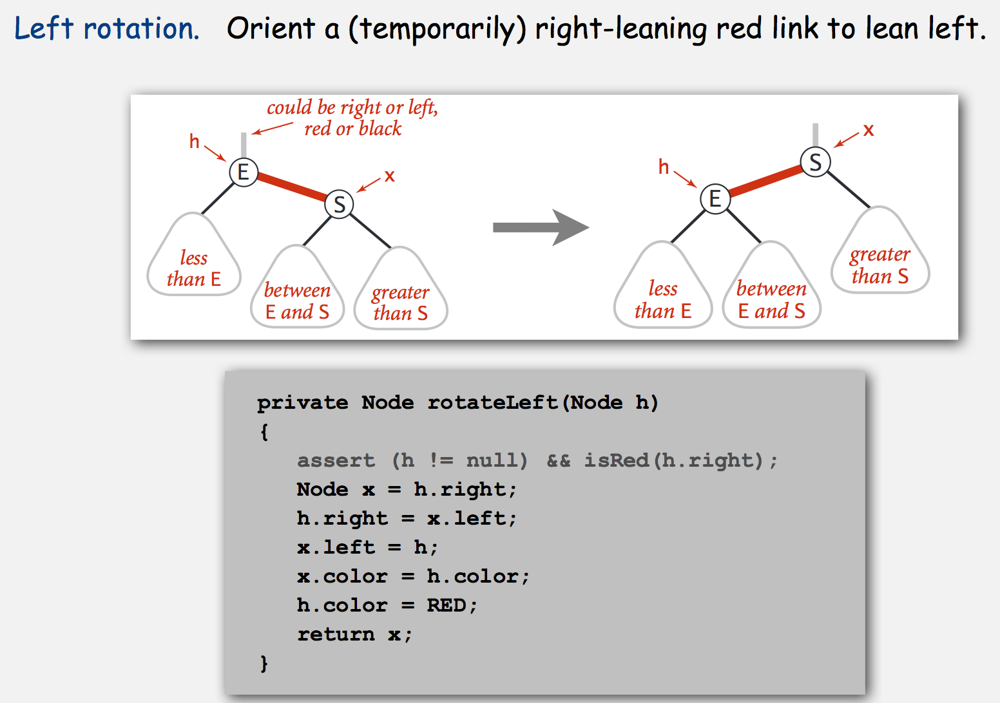 Left rotation. Orient a (temporarily) right-leaning red link to lean left.
could be right or left,
red or black
h
E
x
S
less
than E
between
E and S
greater
than S
x
S
h
E
less
than E
between
E and S
greater
than S
private Node rotateLeft(Node h)
{
assert (h != null) && isRed(h.right);
Node x = h.right;
h.right = x.left;
x.left = h;
x.color = h.color;
h.color = RED;
return x;
}